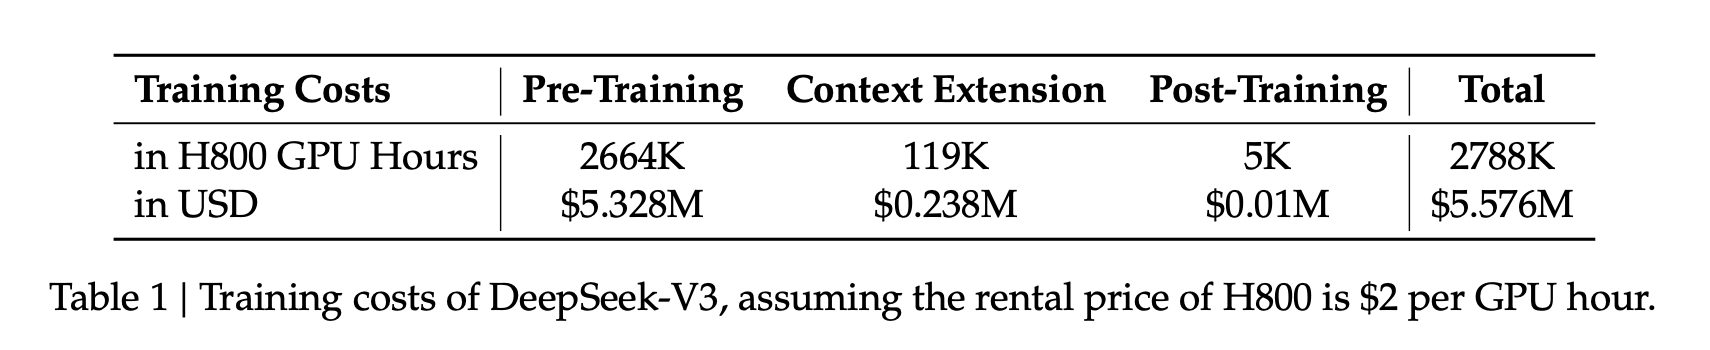 Training Costs Pre-Training Context Extension Post-Training Total
in H800 GPU Hours 2664K 119K 5K 2788K
in USD $5.328M $0.238M $0.01M $5.576M
Table 1 | Training costs of DeepSeek-V3, assuming the rental price of H800 is $2 per GPU hour.